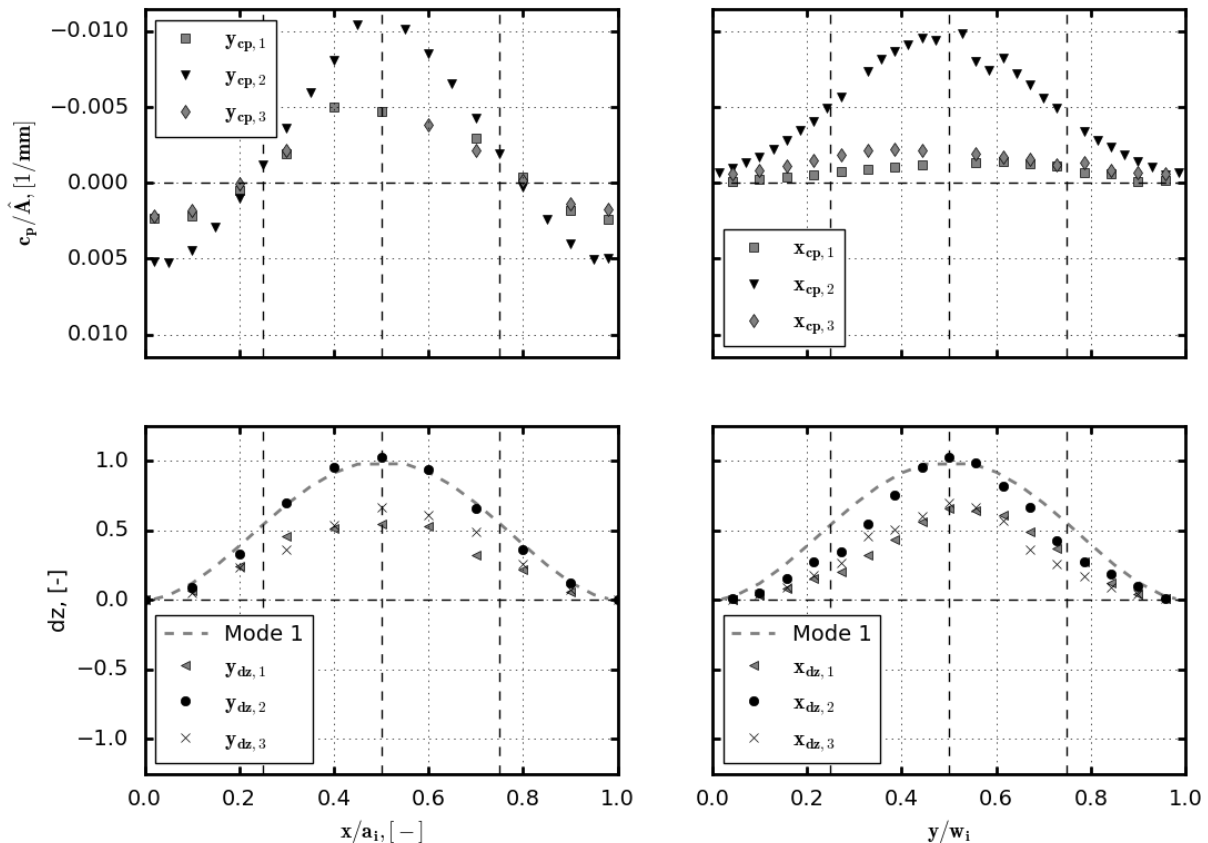 −0.010
−0.005
0.000
0.005
0.010
c_p/Â, [1/mm]
y_cp,1
y_cp,2
y_cp,3
x_cp,1
x_cp,2
x_cp,3
1.0
0.5
0.0
−0.5
−1.0
dz, [-]
Mode 1
y_dz,1
y_dz,2
y_dz,3
0.0 0.2 0.4 0.6 0.8 1.0
x/a_i, [−]
Mode 1
x_dz,1
x_dz,2
x_dz,3
0.0 0.2 0.4 0.6 0.8 1.0
y/w_i